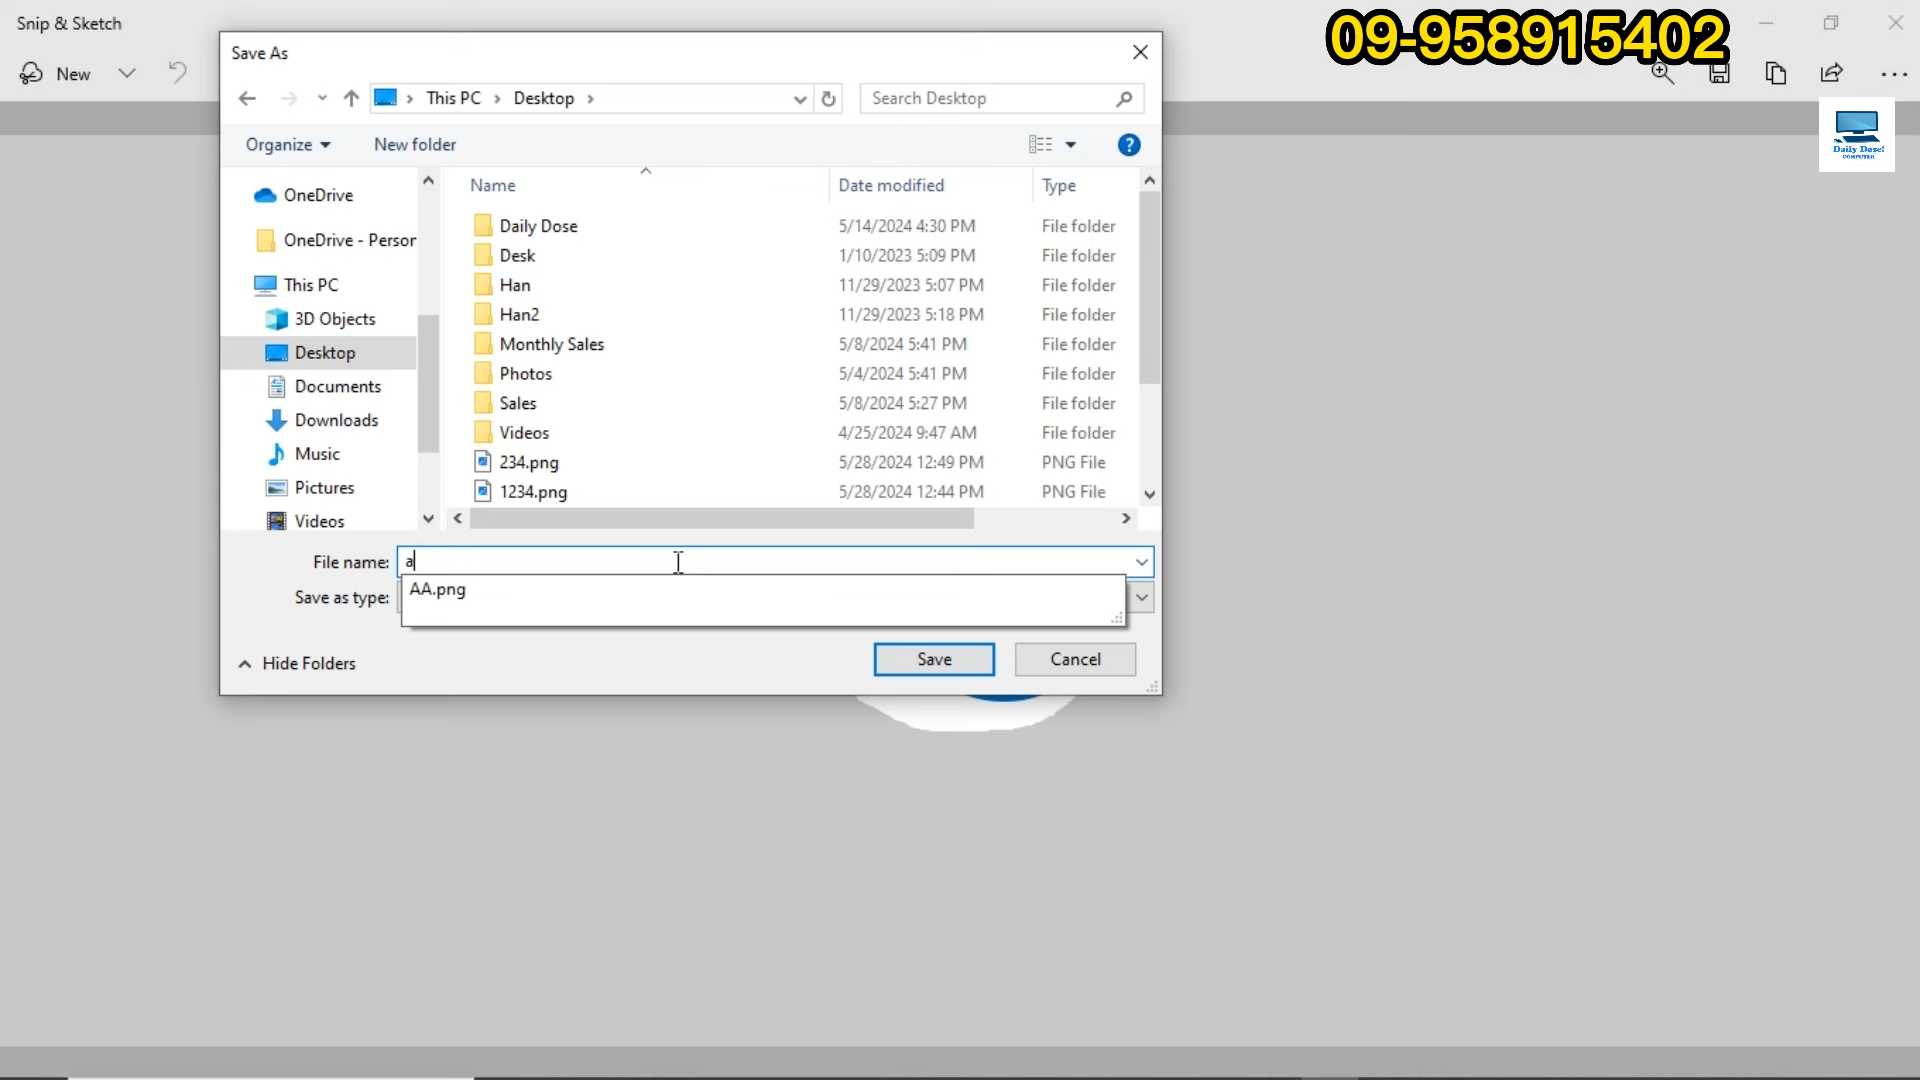 Snip & Sketch
09-958915402
New
Daily Dose!
COMPUTER
Save As
This PC
Desktop
Search Desktop
Organize
New folder
?
Name
Date modified
Type
OneDrive
OneDrive - Person
This PC
3D Objects
Desktop
Documents
Downloads
Music
Pictures
Videos
Daily Dose 5/14/2024 4:30 PM File folder
Desk 1/10/2023 5:09 PM File folder
Han 11/29/2023 5:07 PM File folder
Han2 11/29/2023 5:18 PM File folder
Monthly Sales 5/8/2024 5:41 PM File folder
Photos 5/4/2024 5:41 PM File folder
Sales 5/8/2024 5:27 PM File folder
Videos 4/25/2024 9:47 AM File folder
234.png 5/28/2024 12:49 PM PNG File
1234.png 5/28/2024 12:44 PM PNG File
File name: a
AA.png
Save as type:
Hide Folders
Save
Cancel